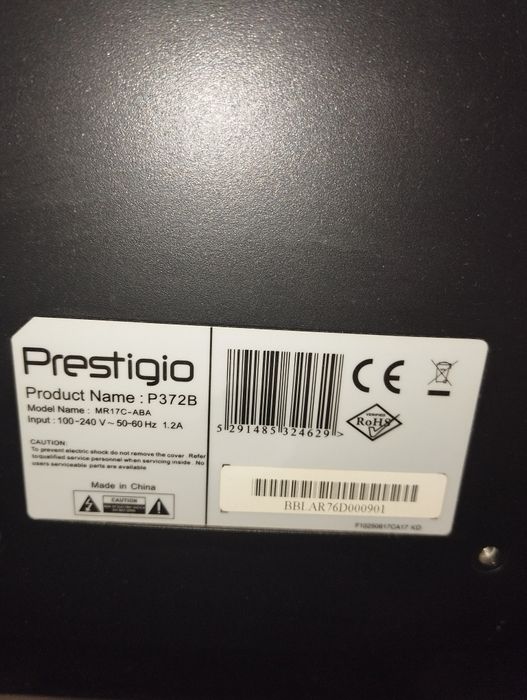 Prestigio
Product Name : P372B
Model Name : MR17C-ABA
Input : 100-240 V ~ 50-60 Hz 1.2A
CAUTION:
To prevent electric shock do not remove the cover . Refer
to qualified service personnel when servicing inside . No
users serviceable parts are available
Made in China
CAUTION
5 291485 324629 >
CE
VERIFIED
RoHS
BBLAR76D000901